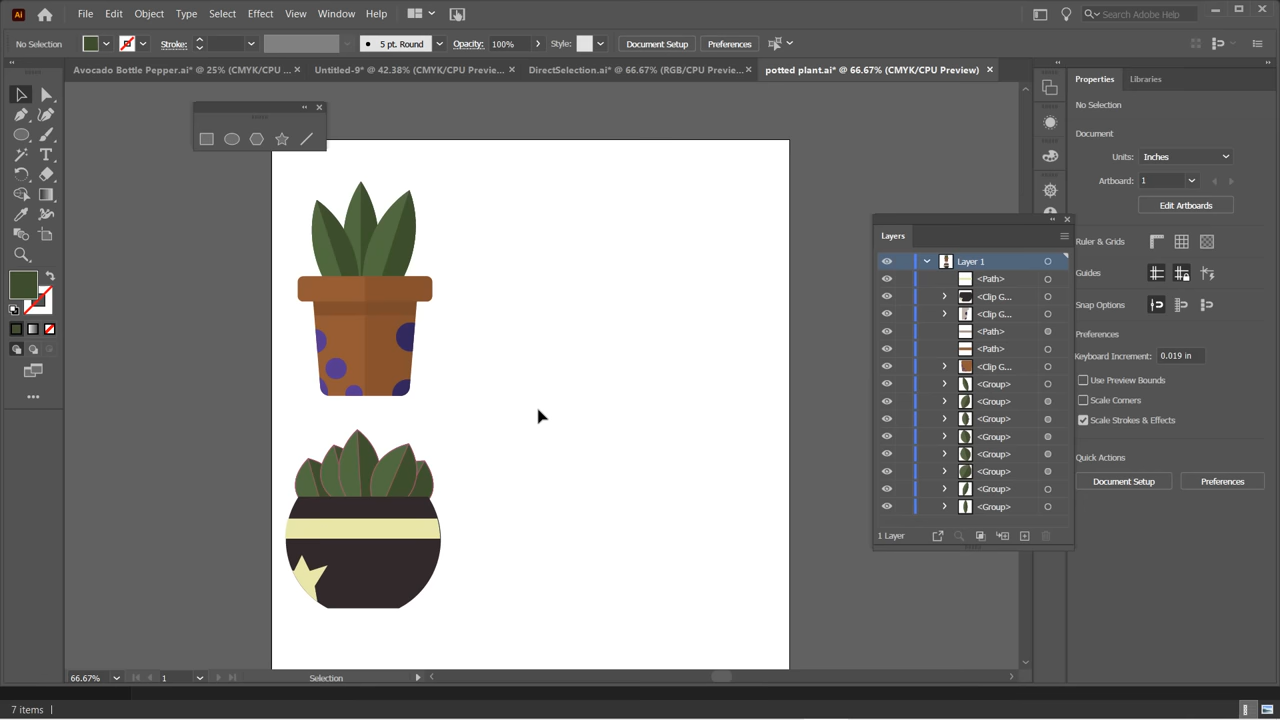 Ai File Edit Object Type Select Effect View Window Help Search Adobe Help
No Selection Stroke: 5 pt. Round Opacity: 100% Style: Document Setup Preferences
Avocado Bottle Pepper.ai* @ 25% (CMYK/CPU ... × Untitled-9* @ 42.38% (CMYK/CPU Previe... × DirectSelection.ai* @ 66.67% (RGB/CPU Previe... × potted plant.ai* @ 66.67% (CMYK/CPU Preview) ×
Properties Libraries
No Selection
Document
Units: Inches
Artboard: 1
Edit Artboards
Ruler & Grids
Guides
Snap Options
Preferences
Keyboard Increment: 0.019 in
Use Preview Bounds
Scale Corners
Scale Strokes & Effects
Quick Actions
Document Setup Preferences
Layers
Layer 1
<Path>
<Clip G...
<Clip G...
<Path>
<Path>
<Clip G...
<Group>
<Group>
<Group>
<Group>
<Group>
<Group>
<Group>
<Group>
1 Layer
66.67% 1 Selection
7 items